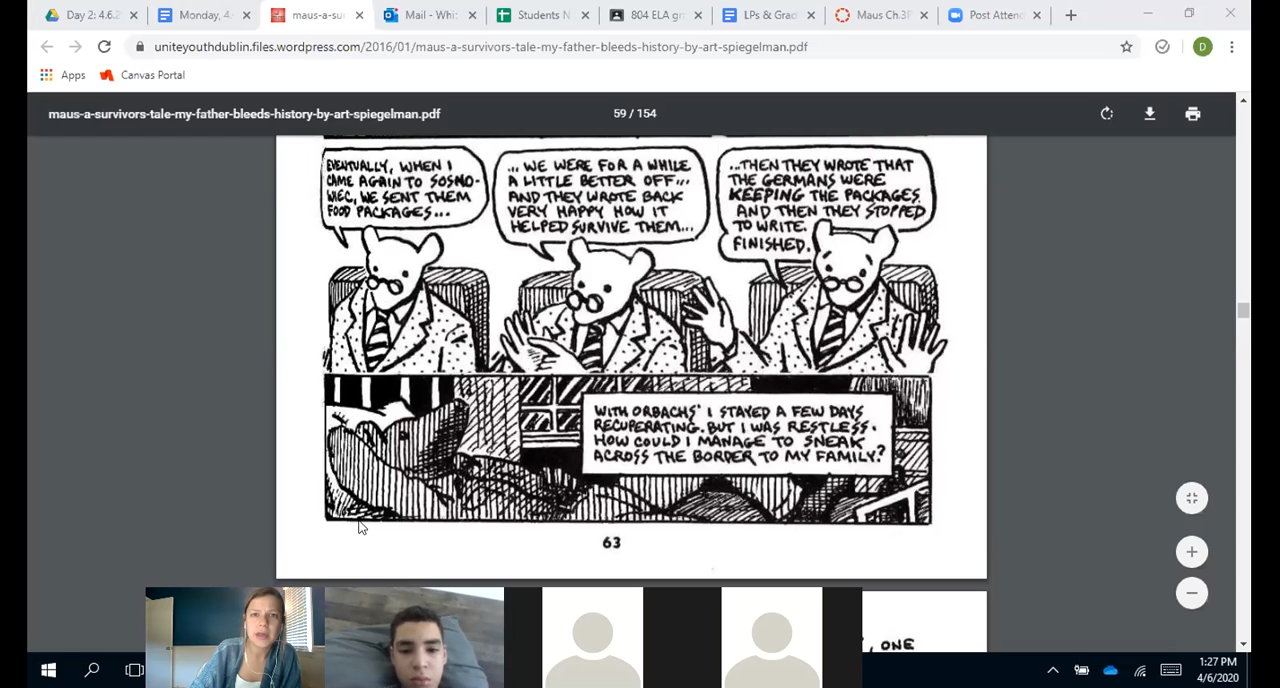 Day 2: 4.6.2
Monday, 4.
maus-a-sur
Mail - Whi
Students N
804 ELA gr
LPs & Grad
Maus Ch.3P
Post Attend
uniteyouthdublin.files.wordpress.com/2016/01/maus-a-survivors-tale-my-father-bleeds-history-by-art-spiegelman.pdf
D
Apps
Canvas Portal
maus-a-survivors-tale-my-father-bleeds-history-by-art-spiegelman.pdf
59 / 154
EVENTUALLY, WHEN I
CAME AGAIN TO SOSNO-
WIEC, WE SENT THEM
FOOD PACKAGES...
... WE WERE FOR A WHILE
A LITTLE BETTER OFF...
AND THEY WROTE BACK
VERY HAPPY HOW IT
HELPED SURVIVE THEM...
...THEN THEY WROTE THAT
THE GERMANS WERE
KEEPING THE PACKAGES.
AND THEN THEY STOPPED
TO WRITE.
FINISHED.
WITH ORBACHS' I STAYED A FEW DAYS
RECUPERATING. BUT I WAS RESTLESS.
HOW COULD I MANAGE TO SNEAK
ACROSS THE BORDER TO MY FAMILY?
63
, ONE
1:27 PM
4/6/2020